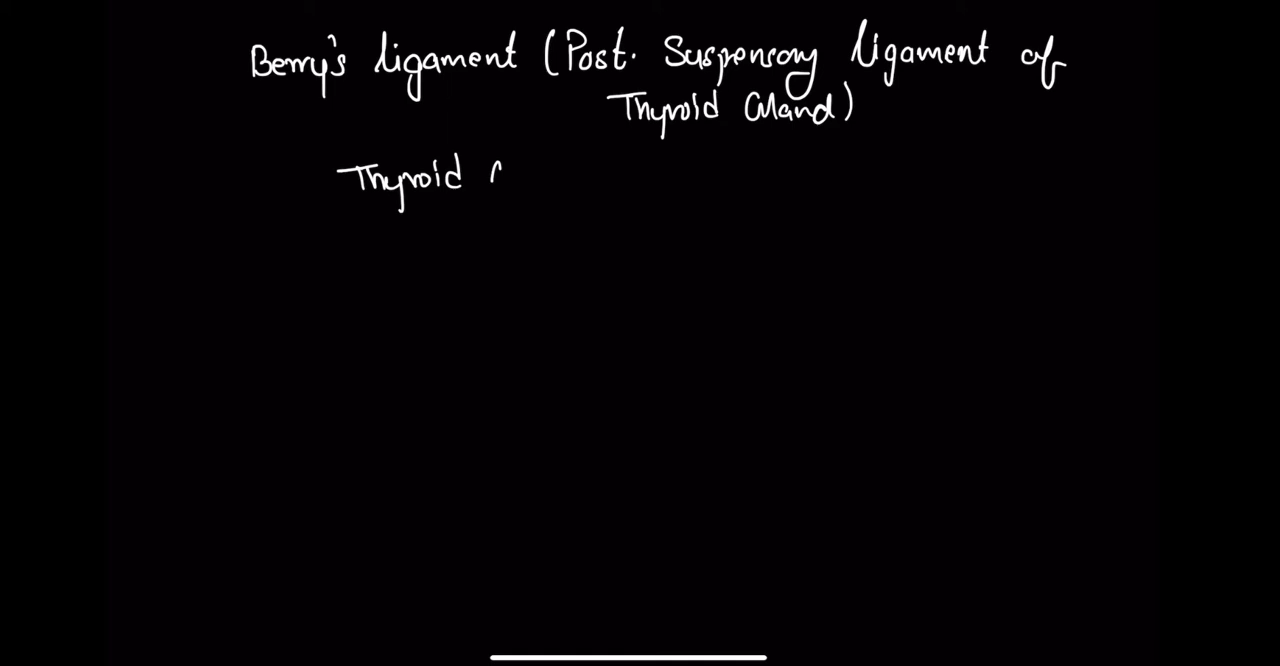 Berry's ligament (Post. Suspensory ligament of
Thyroid Gland)
Thyroid